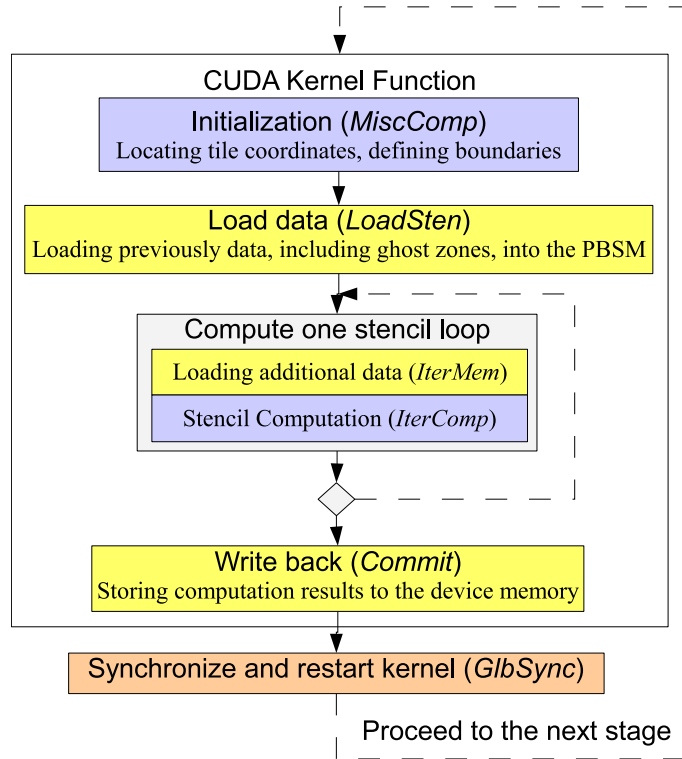 CUDA Kernel Function
Initialization (MiscComp)
Locating tile coordinates, defining boundaries
Load data (LoadSten)
Loading previously data, including ghost zones, into the PBSM
Compute one stencil loop
Loading additional data (IterMem)
Stencil Computation (IterComp)
Write back (Commit)
Storing computation results to the device memory
Synchronize and restart kernel (GlbSync)
Proceed to the next stage